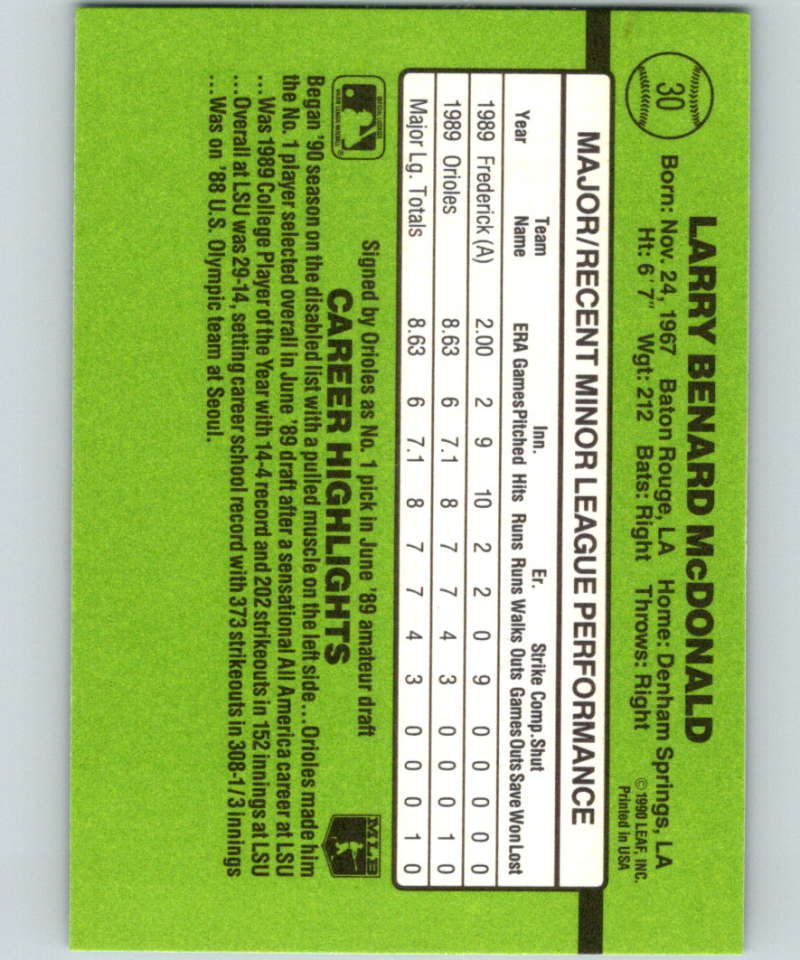 30
LARRY BENARD McDONALD
Born: Nov. 24, 1967 Baton Rouge, LA Home: Denham Springs, LA
Ht: 6' 7" Wgt: 212 Bats: Right Throws: Right
©1990 LEAF, INC.
Printed in USA
MAJOR/RECENT MINOR LEAGUE PERFORMANCE
Team Inn. Er. Strike Comp. Shut
Year Name ERA Games Pitched Hits Runs Runs Walks Outs Games Outs Save Won Lost
1989 Frederick (A) 2.00 2 9 10 2 2 0 9 0 0 0 0 0
1989 Orioles 8.63 6 7.1 8 7 7 4 3 0 0 0 1 0
Major Lg. Totals 8.63 6 7.1 8 7 7 4 3 0 0 0 1 0
Signed by Orioles as No. 1 pick in June '89 amateur draft
MLB
CAREER HIGHLIGHTS
Began '90 season on the disabled list with a pulled muscle on the left side...Orioles made him
the No. 1 player selected overall in June '89 draft after a sensational All America career at LSU
...Was 1989 College Player of the Year with 14-4 record and 202 strikeouts in 152 innings at LSU
...Overall at LSU was 29-14, setting career school record with 373 strikeouts in 308-1/3 innings
...Was on '88 U.S. Olympic team at Seoul.